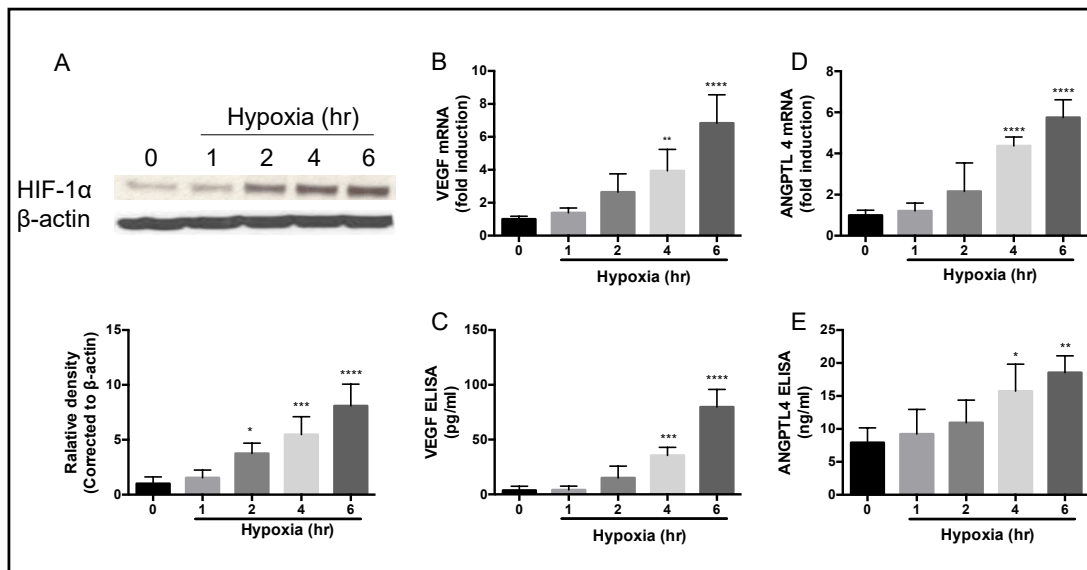 A
Hypoxia (hr)
0 1 2 4 6
HIF-1α
β-actin
Ralative density
(Corrected to β-actin)
15
10
5
0
*
***
****
0 1 2 4 6
Hypoxia (hr)
B
VEGF mRNA
(fold induction)
10
8
6
4
2
0
**
****
0 1 2 4 6
Hypoxia (hr)
C
VEGF ELISA
(pg/ml)
150
100
50
0
***
****
0 1 2 4 6
Hypoxia (hr)
D
ANGPTL 4 mRNA
(fold induction)
8
6
4
2
0
****
****
0 1 2 4 6
Hypoxia (hr)
E
ANGPTL4 ELISA
(ng/ml)
25
20
15
10
5
0
*
**
0 1 2 4 6
Hypoxia (hr)